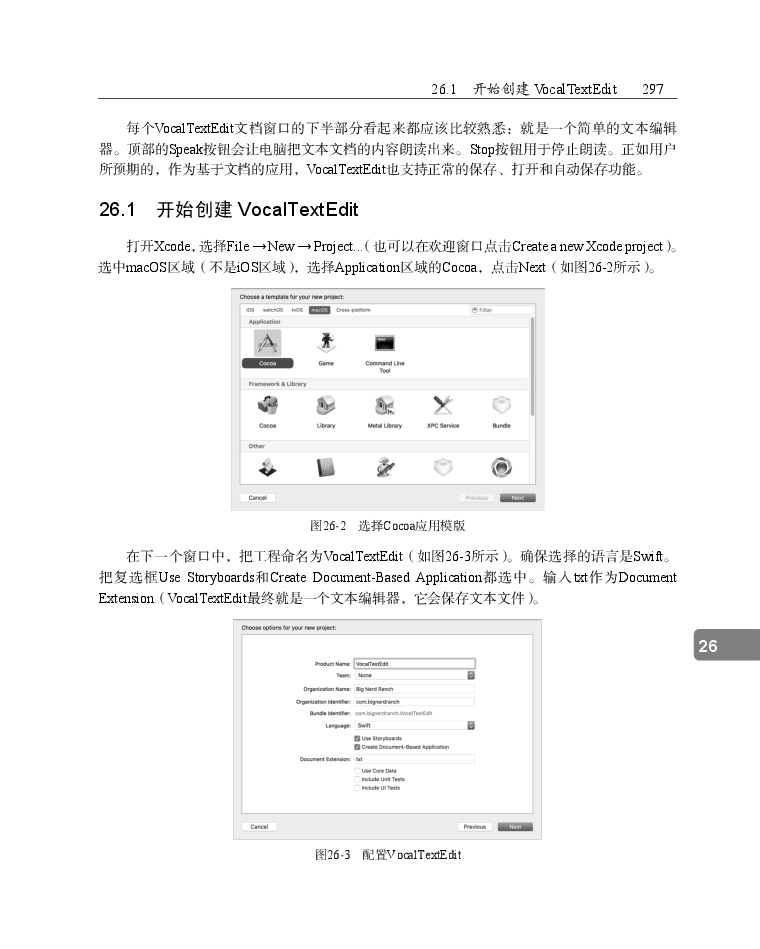 26.1 开始创建 VocalTextEdit 297
每个VocalTextEdit文档窗口的下半部分看起来都应该比较熟悉：就是一个简单的文本编辑
器。顶部的Speak按钮会让电脑把文本文档的内容朗读出来。Stop按钮用于停止朗读。正如用户
所预期的，作为基于文档的应用，VocalTextEdit也支持正常的保存、打开和自动保存功能。
26.1 开始创建 VocalTextEdit
打开Xcode，选择File→New→Project...（也可以在欢迎窗口点击Create a new Xcode project）。
选中macOS区域（不是iOS区域），选择Application区域的Cocoa，点击Next（如图26-2所示）。
Choose a template for your new project:
iOS watchOS tvOS macOS Cross-platform Filter
Application
Cocoa Game Command Line
Tool
Framework & Library
Cocoa Library Metal Library XPC Service Bundle
Other
Cancel Previous Next
图26-2 选择Cocoa应用模版
在下一个窗口中，把工程命名为VocalTextEdit（如图26-3所示）。确保选择的语言是Swift。
把复选框Use Storyboards和Create Document-Based Application都选中。输入txt作为Document
Extension（VocalTextEdit最终就是一个文本编辑器，它会保存文本文件）。
Choose options for your new project:
26
Product Name: VocalTextEdit
Team: None
Organization Name: Big Nerd Ranch
Organization Identifier: com.bignerdranch
Bundle Identifier: com.bignerdranch.VocalTextEdit
Language: Swift
Use Storyboards
Create Document-Based Application
Document Extension: txt
Use Core Data
Include Unit Tests
Include UI Tests
Cancel Previous Next
图26-3 配置VocalTextEdit